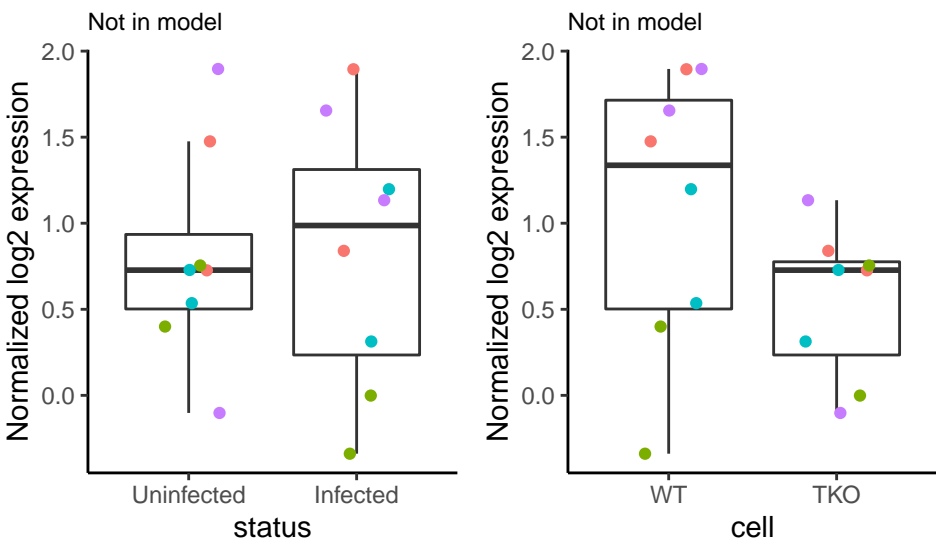 Not in model
Normalized log2 expression
2.0
1.5
1.0
0.5
0.0
Uninfected
Infected
status
Not in model
Normalized log2 expression
2.0
1.5
1.0
0.5
0.0
WT
TKO
cell